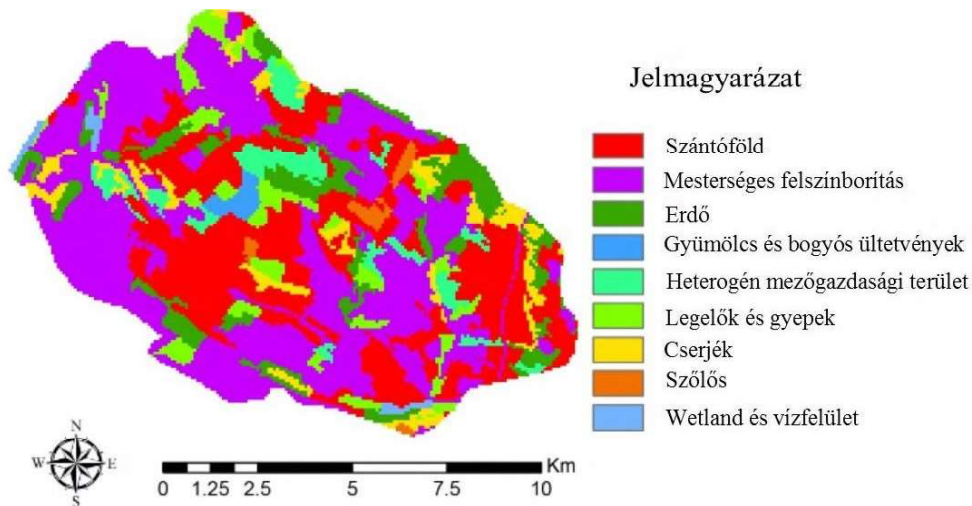 Jelmagyarázat
Szántóföld
Mesterséges felszínborítás
Erdő
Gyümölcs és bogyós ültetvények
Heterogén mezőgazdasági terület
Legelők és gyepek
Cserjék
Szőlős
Wetland és vízfelület
N
W E
S
Km
0 1.25 2.5 5 7.5 10